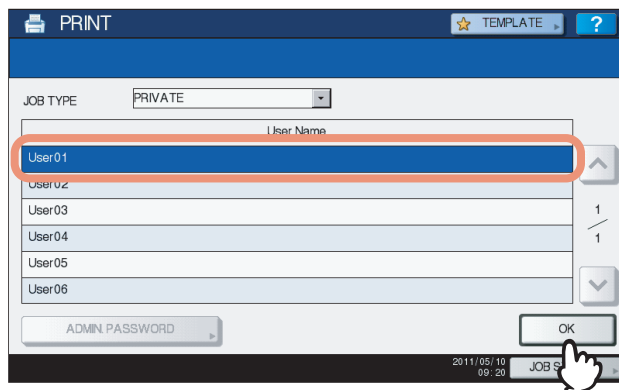 PRINT
TEMPLATE
?
JOB TYPE PRIVATE
User Name
User01
User02
User03
User04
User05
User06
1
1
ADMIN. PASSWORD
OK
2011/05/10
09:20
JOB S